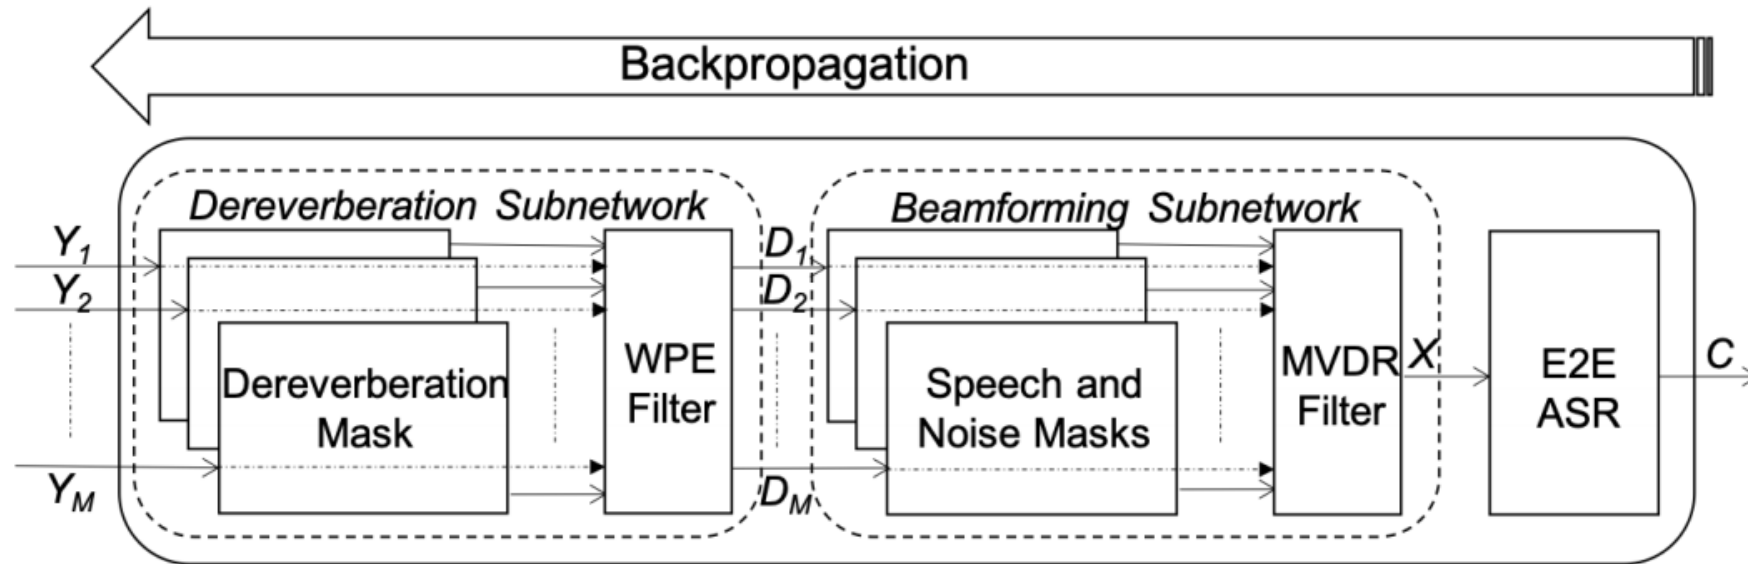 Backpropagation
Dereverberation Subnetwork
Beamforming Subnetwork
Y1
Y2
YM
Dereverberation
Mask
WPE
Filter
D1
D2
DM
Speech and
Noise Masks
MVDR
Filter
X
E2E
ASR
C